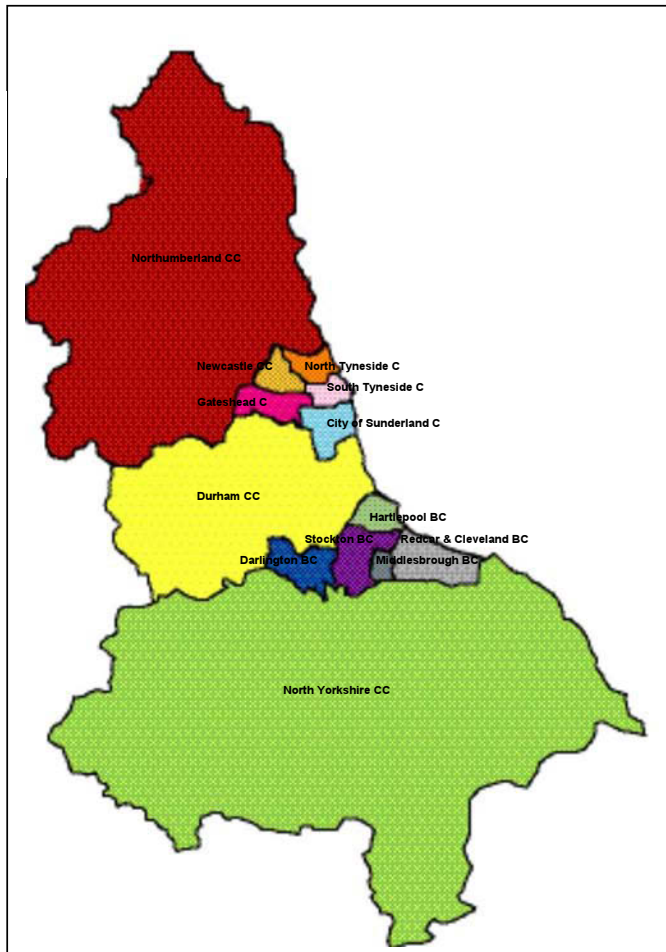 Northumberland CC
Newcastle CC
North Tyneside C
South Tyneside C
Gateshead C
City of Sunderland C
Durham CC
Hartlepool BC
Stockton BC
Redcar & Cleveland BC
Darlington BC
Middlesbrough BC
North Yorkshire CC